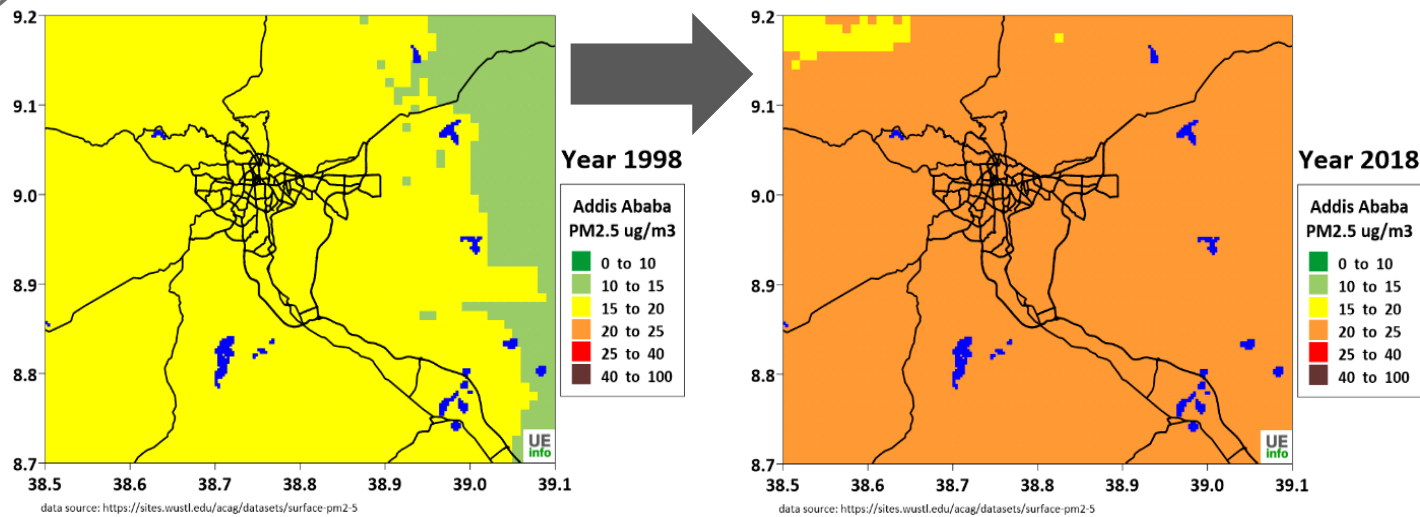 9.2
9.1
9.0
8.9
8.8
8.7
38.5 38.6 38.7 38.8 38.9 39.0 39.1
UE
info
data source: https://sites.wustl.edu/acag/datasets/surface-pm2-5
Year 1998
Addis Ababa
PM2.5 ug/m3
0 to 10
10 to 15
15 to 20
20 to 25
25 to 40
40 to 100
9.2
9.1
9.0
8.9
8.8
8.7
38.5 38.6 38.7 38.8 38.9 39.0 39.1
UE
info
data source: https://sites.wustl.edu/acag/datasets/surface-pm2-5
Year 2018
Addis Ababa
PM2.5 ug/m3
0 to 10
10 to 15
15 to 20
20 to 25
25 to 40
40 to 100